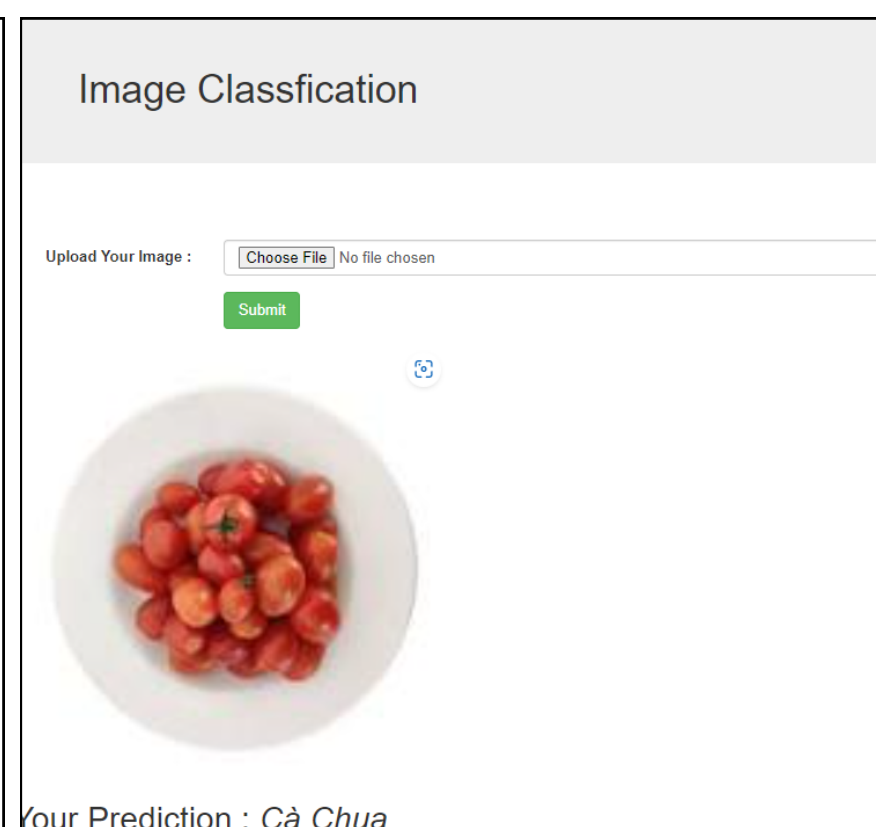 Image Classfication
Upload Your Image : Choose File No file chosen
Submit
Your Prediction : Cà Chua